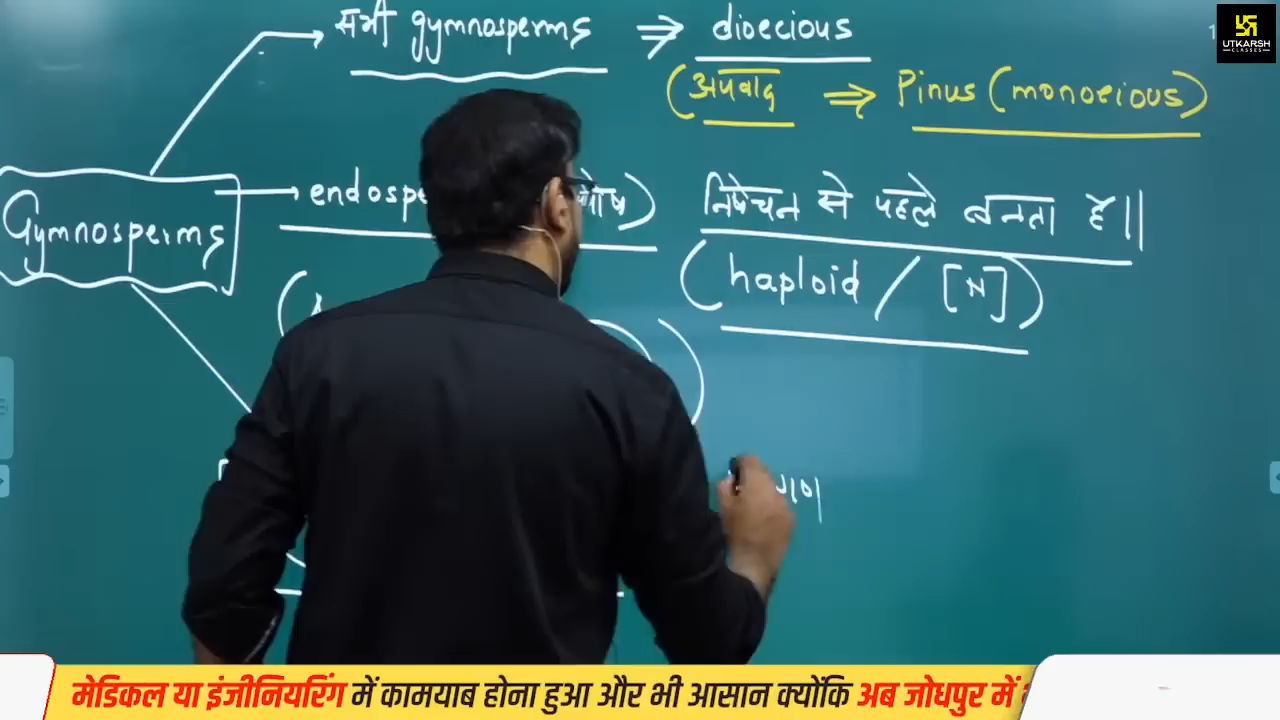 सभी gymnosperms ⇒ dioecious
(अपवाद ⇒ Pinus (monoecious)
Gymnosperms
endospe
निषेचन से पहले बनता है||
(haploid / [N])
UTKARSH
CLASSES
मेडिकल या इंजीनियरिंग में कामयाब होना हुआ और भी आसान क्योंकि अब जोधपुर में